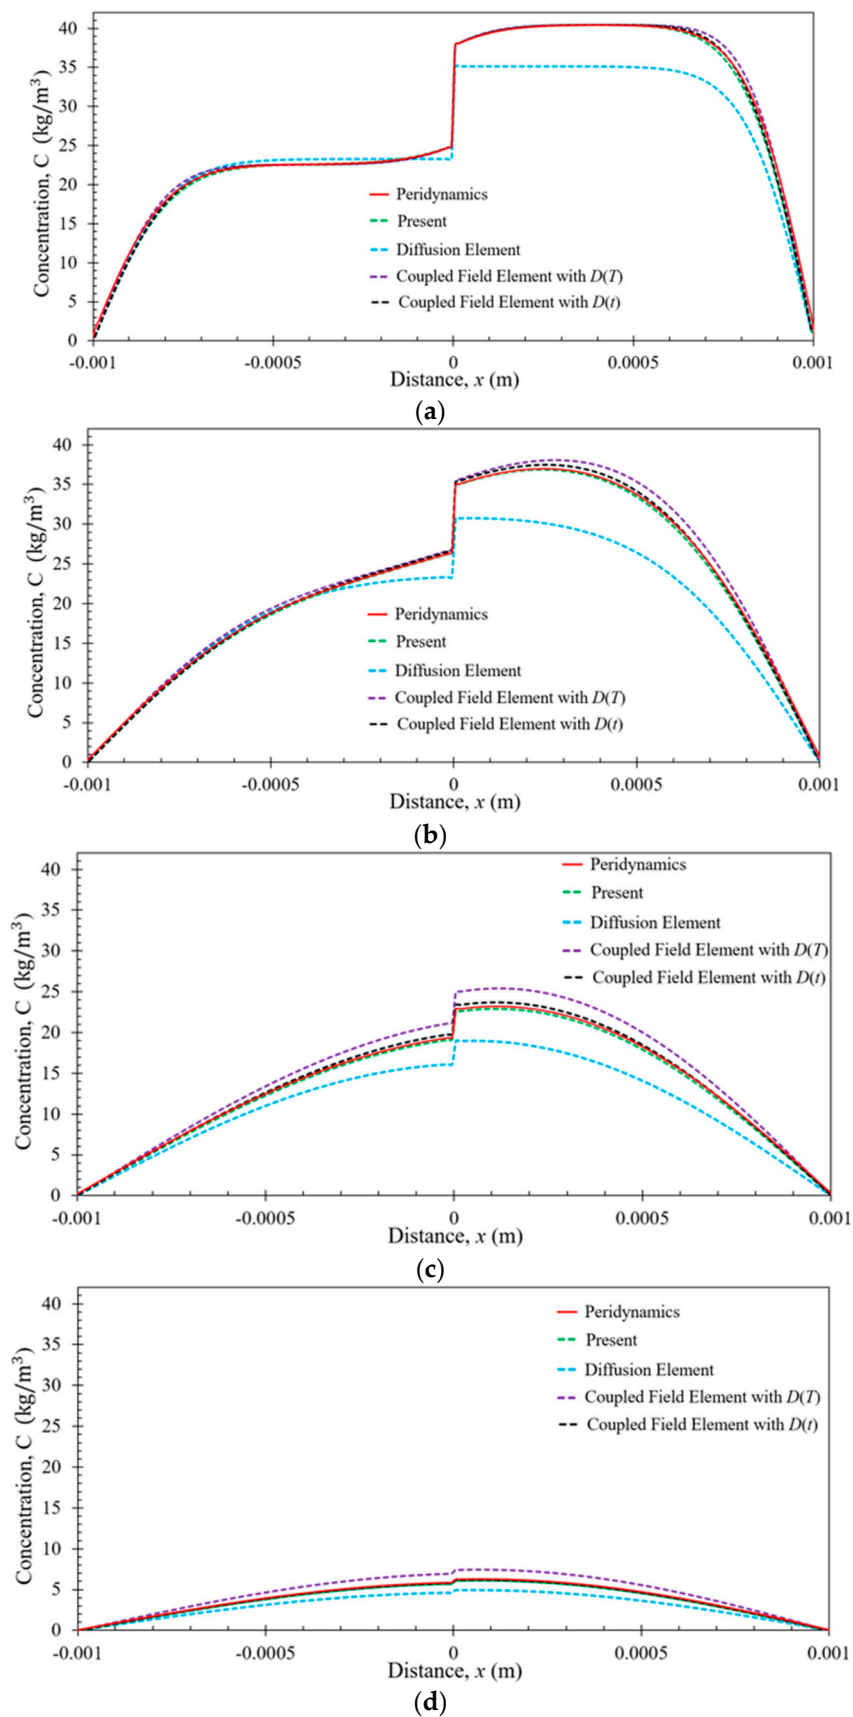 40
35
30
25
20
15
10
5
0
Concentration, C (kg/m³)
Peridynamics
Present
Diffusion Element
Coupled Field Element with D(T)
Coupled Field Element with D(t)
-0.001 -0.0005 0 0.0005 0.001
Distance, x (m)
(a)
40
35
30
25
20
15
10
5
0
Concentration, C (kg/m³)
Peridynamics
Present
Diffusion Element
Coupled Field Element with D(T)
Coupled Field Element with D(t)
-0.001 -0.0005 0 0.0005 0.001
Distance, x (m)
(b)
40
35
30
25
20
15
10
5
0
Concentration, C (kg/m³)
Peridynamics
Present
Diffusion Element
Coupled Field Element with D(T)
Coupled Field Element with D(t)
-0.001 -0.0005 0 0.0005 0.001
Distance, x (m)
(c)
40
35
30
25
20
15
10
5
0
Concentration, C (kg/m³)
Peridynamics
Present
Diffusion Element
Coupled Field Element with D(T)
Coupled Field Element with D(t)
-0.001 -0.0005 0 0.0005 0.001
Distance, x (m)
(d)